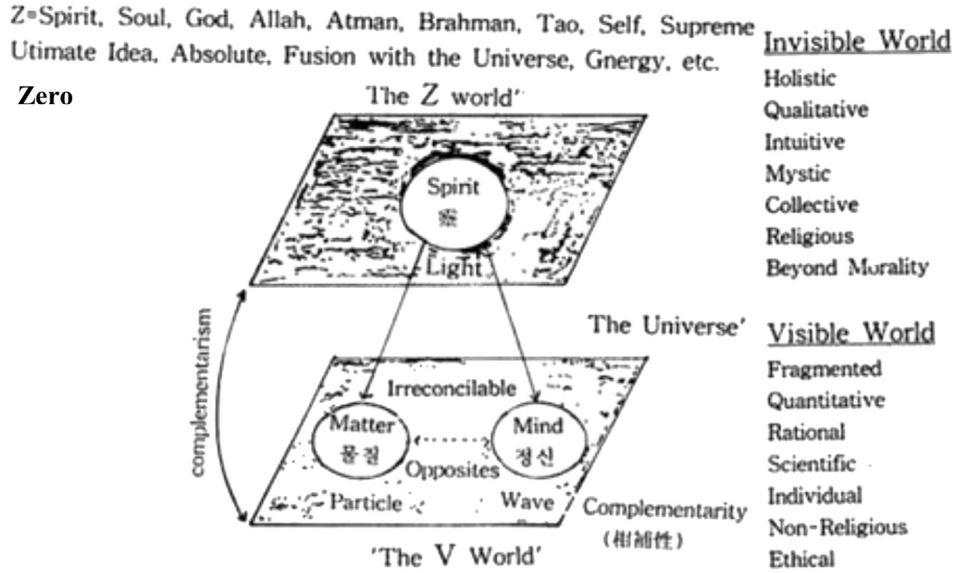 Z=Spirit, Soul, God, Allah, Atman, Brahman, Tao, Self, Supreme
Utimate Idea, Absolute, Fusion with the Universe, Gnergy, etc.
Zero
'The Z world'
Spirit
靈
Light
complementarism
'The Universe'
Irreconcilable
Matter
물질
Mind
정신
Opposites
Particle
Wave
Complementarity
(相補性)
'The V World'
Invisible World
Holistic
Qualitative
Intuitive
Mystic
Collective
Religious
Beyond Morality
Visible World
Fragmented
Quantitative
Rational
Scientific
Individual
Non-Religious
Ethical